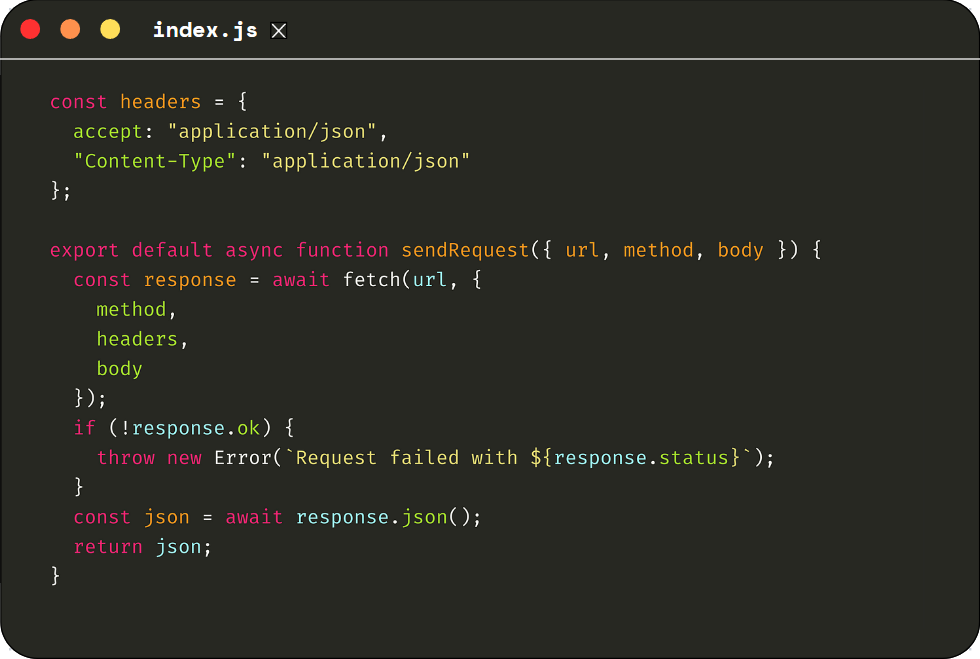 index.js
const headers = {
  accept: "application/json",
  "Content-Type": "application/json"
};
export default async function sendRequest({ url, method, body }) {
  const response = await fetch(url, {
    method,
    headers,
    body
  });
  if (!response.ok) {
    throw new Error(`Request failed with ${response.status}`);
  }
  const json = await response.json();
  return json;
}